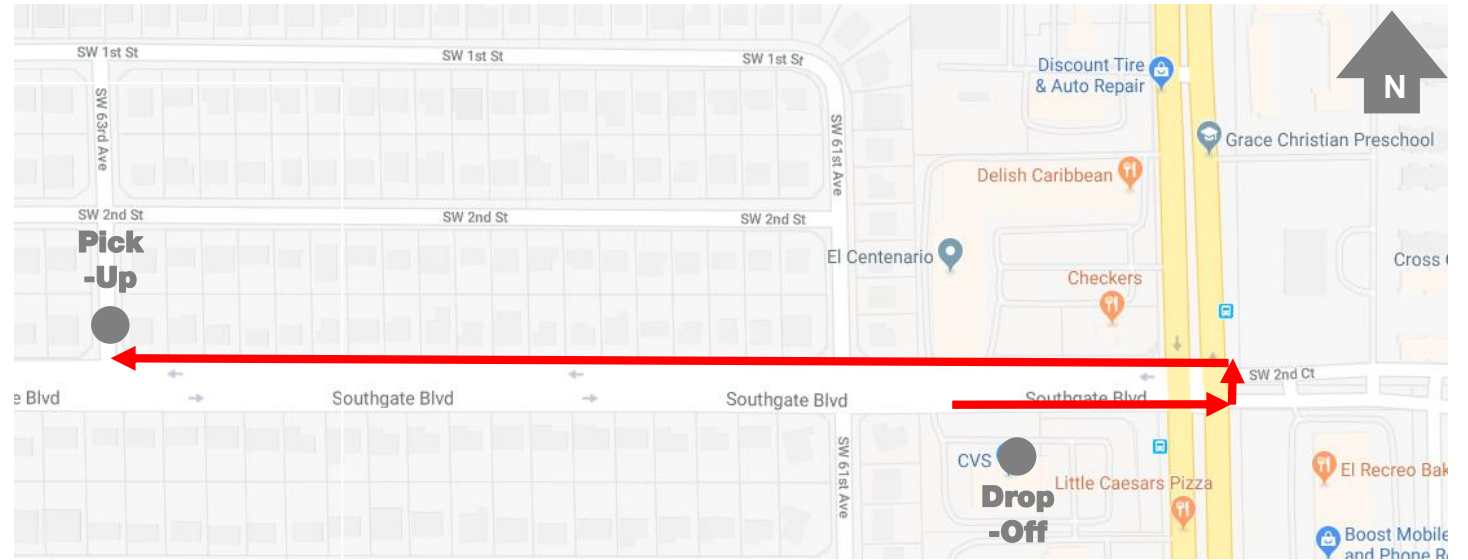 SW 1st St
SW 1st St
SW 1st St
Discount Tire
& Auto Repair
N
SW 63rd Ave
SW 61st Ave
Grace Christian Preschool
Delish Caribbean
SW 2nd St
SW 2nd St
SW 2nd St
Pick
-Up
El Centenario
Cross
Checkers
SW 2nd Ct
e Blvd
Southgate Blvd
Southgate Blvd
Southgate Blvd
SW 61st Ave
CVS
Little Caesars Pizza
El Recreo Bak
Drop
-Off
Boost Mobile
and Phone Re